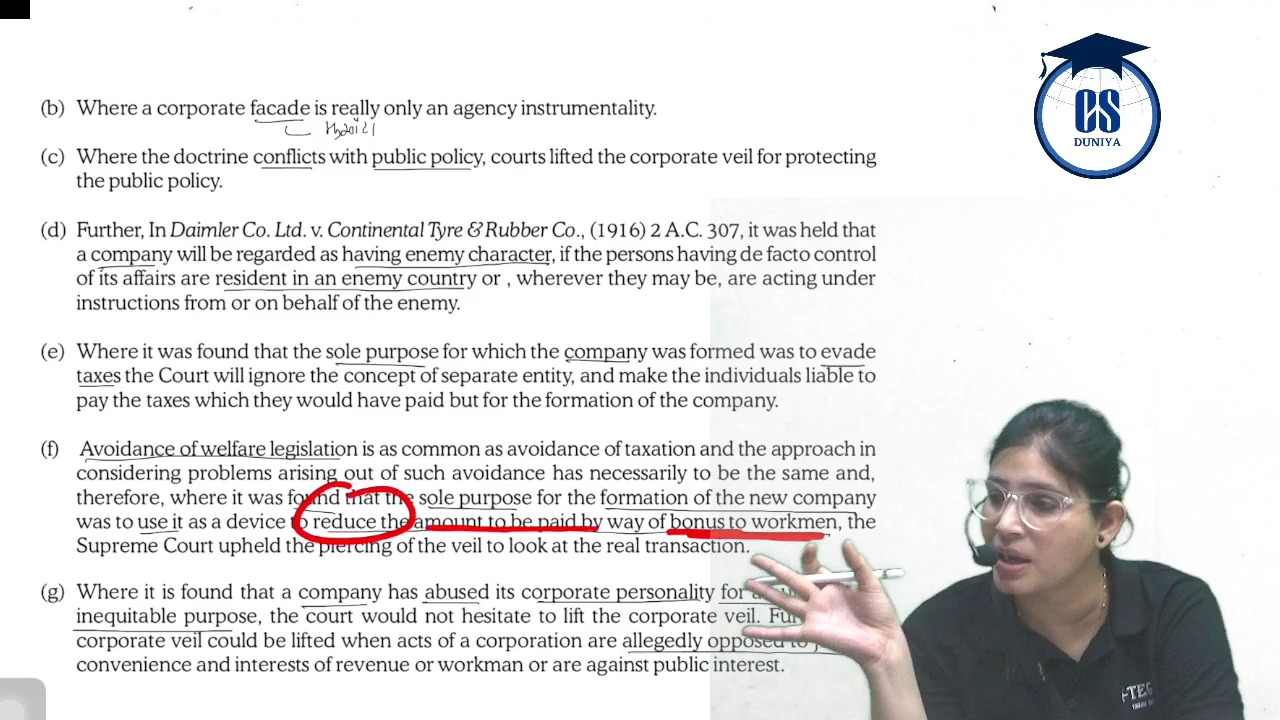 CS
DUNIYA
(b) Where a corporate facade is really only an agency instrumentality.
(c) Where the doctrine conflicts with public policy, courts lifted the corporate veil for protecting
the public policy.
(d) Further, In Daimler Co. Ltd. v. Continental Tyre & Rubber Co., (1916) 2 A.C. 307, it was held that
a company will be regarded as having enemy character, if the persons having de facto control
of its affairs are resident in an enemy country or , wherever they may be, are acting under
instructions from or on behalf of the enemy.
(e) Where it was found that the sole purpose for which the company was formed was to evade
taxes the Court will ignore the concept of separate entity, and make the individuals liable to
pay the taxes which they would have paid but for the formation of the company.
(f) Avoidance of welfare legislation is as common as avoidance of taxation and the approach in
considering problems arising out of such avoidance has necessarily to be the same and,
therefore, where it was found that the sole purpose for the formation of the new company
was to use it as a device to reduce the amount to be paid by way of bonus to workmen, the
Supreme Court upheld the piercing of the veil to look at the real transaction.
(g) Where it is found that a company has abused its corporate personality for
inequitable purpose, the court would not hesitate to lift the corporate veil.
corporate veil could be lifted when acts of a corporation are allegedly opposed to
convenience and interests of revenue or workman or are against public interest.